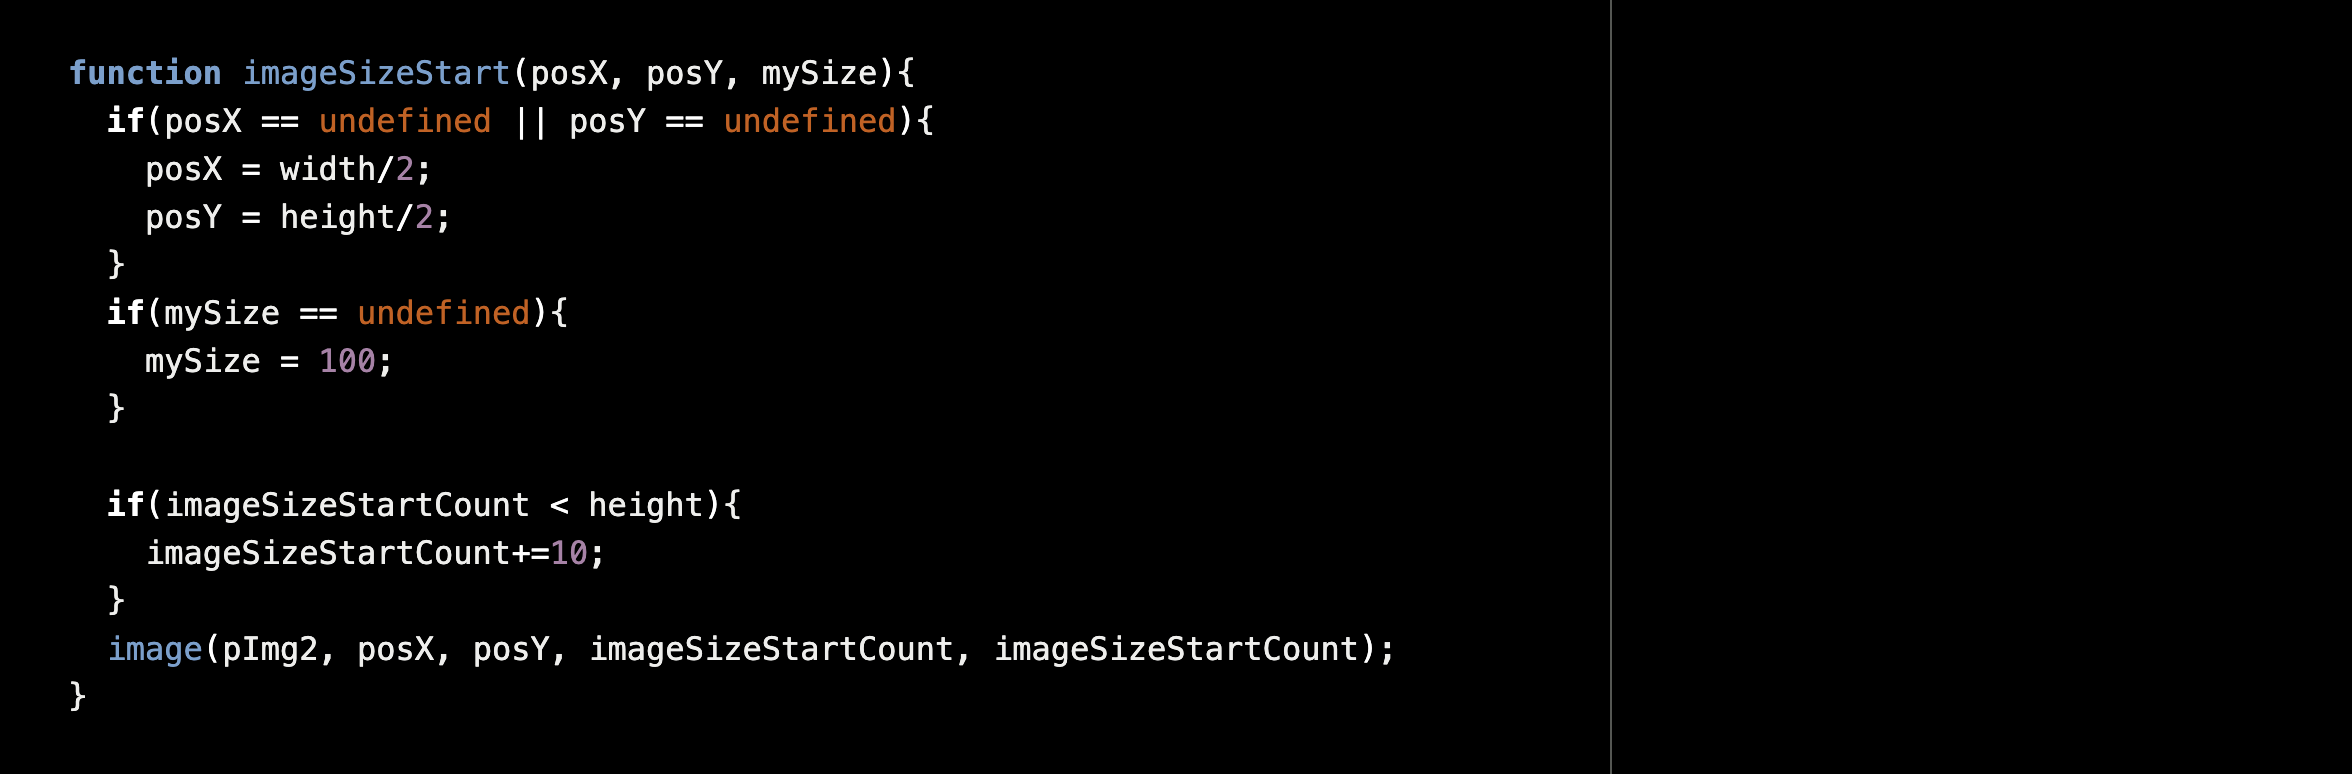 function imageSizeStart(posX, posY, mySize){
  if(posX == undefined || posY == undefined){
    posX = width/2;
    posY = height/2;
  }
  if(mySize == undefined){
    mySize = 100;
  }

  if(imageSizeStartCount < height){
    imageSizeStartCount+=10;
  }
  image(pImg2, posX, posY, imageSizeStartCount, imageSizeStartCount);
}